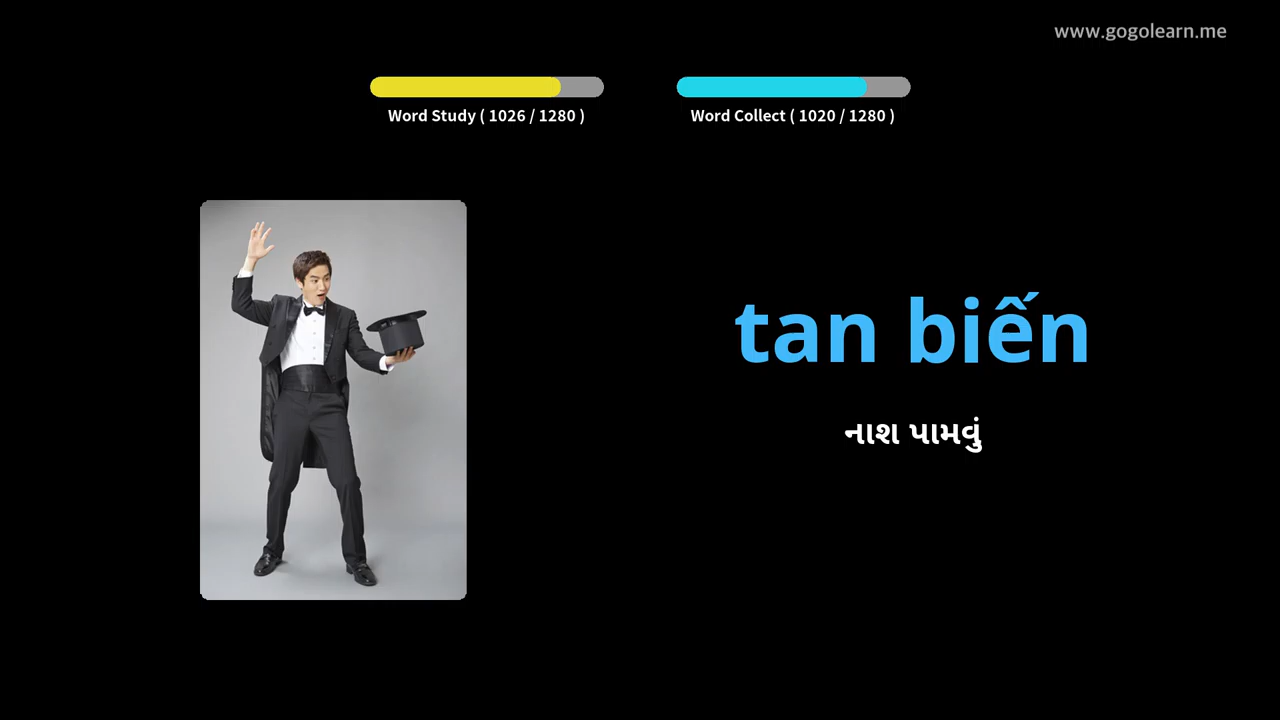 www.gogolearn.me
Word Study ( 1026 / 1280 )
Word Collect ( 1020 / 1280 )
tan biến
નાશ પામવું